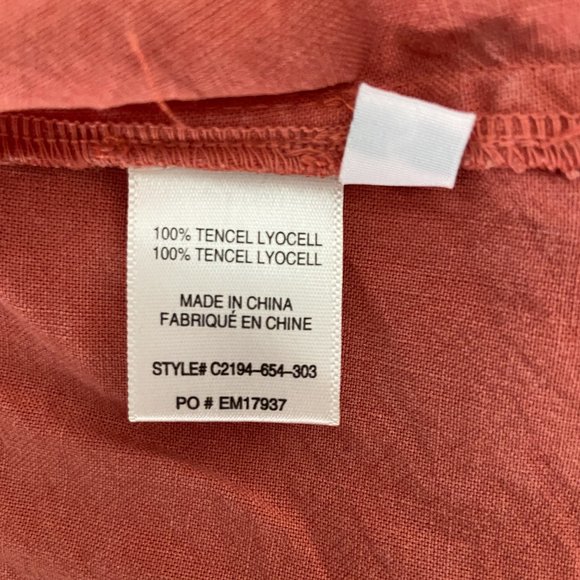 100% TENCEL LYOCELL
100% TENCEL LYOCELL
MADE IN CHINA
FABRIQUÉ EN CHINE
STYLE# C2194-654-303
PO # EM17937